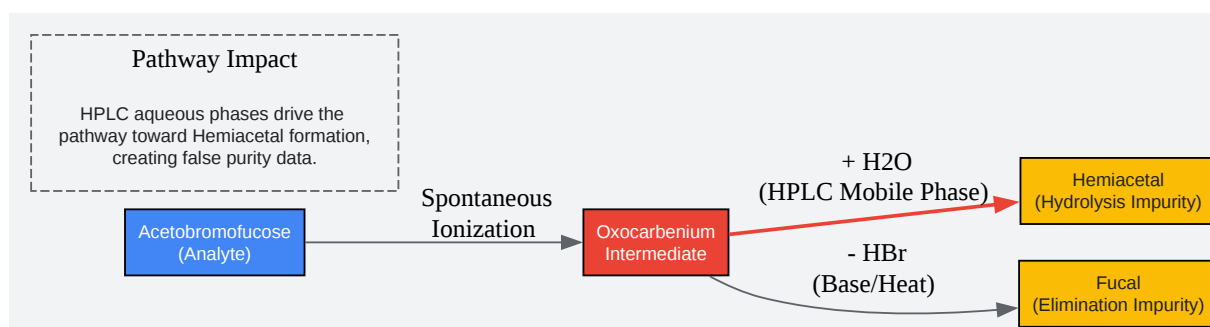 Pathway Impact
HPLC aqueous phases drive the
pathway toward Hemiacetal formation,
creating false purity data.
Acetobromofucose
(Analyte)
Spontaneous
Ionization
Oxocarbenium
Intermediate
+ H2O
(HPLC Mobile Phase)
Hemiacetal
(Hydrolysis Impurity)
- HBr
(Base/Heat)
Fucal
(Elimination Impurity)